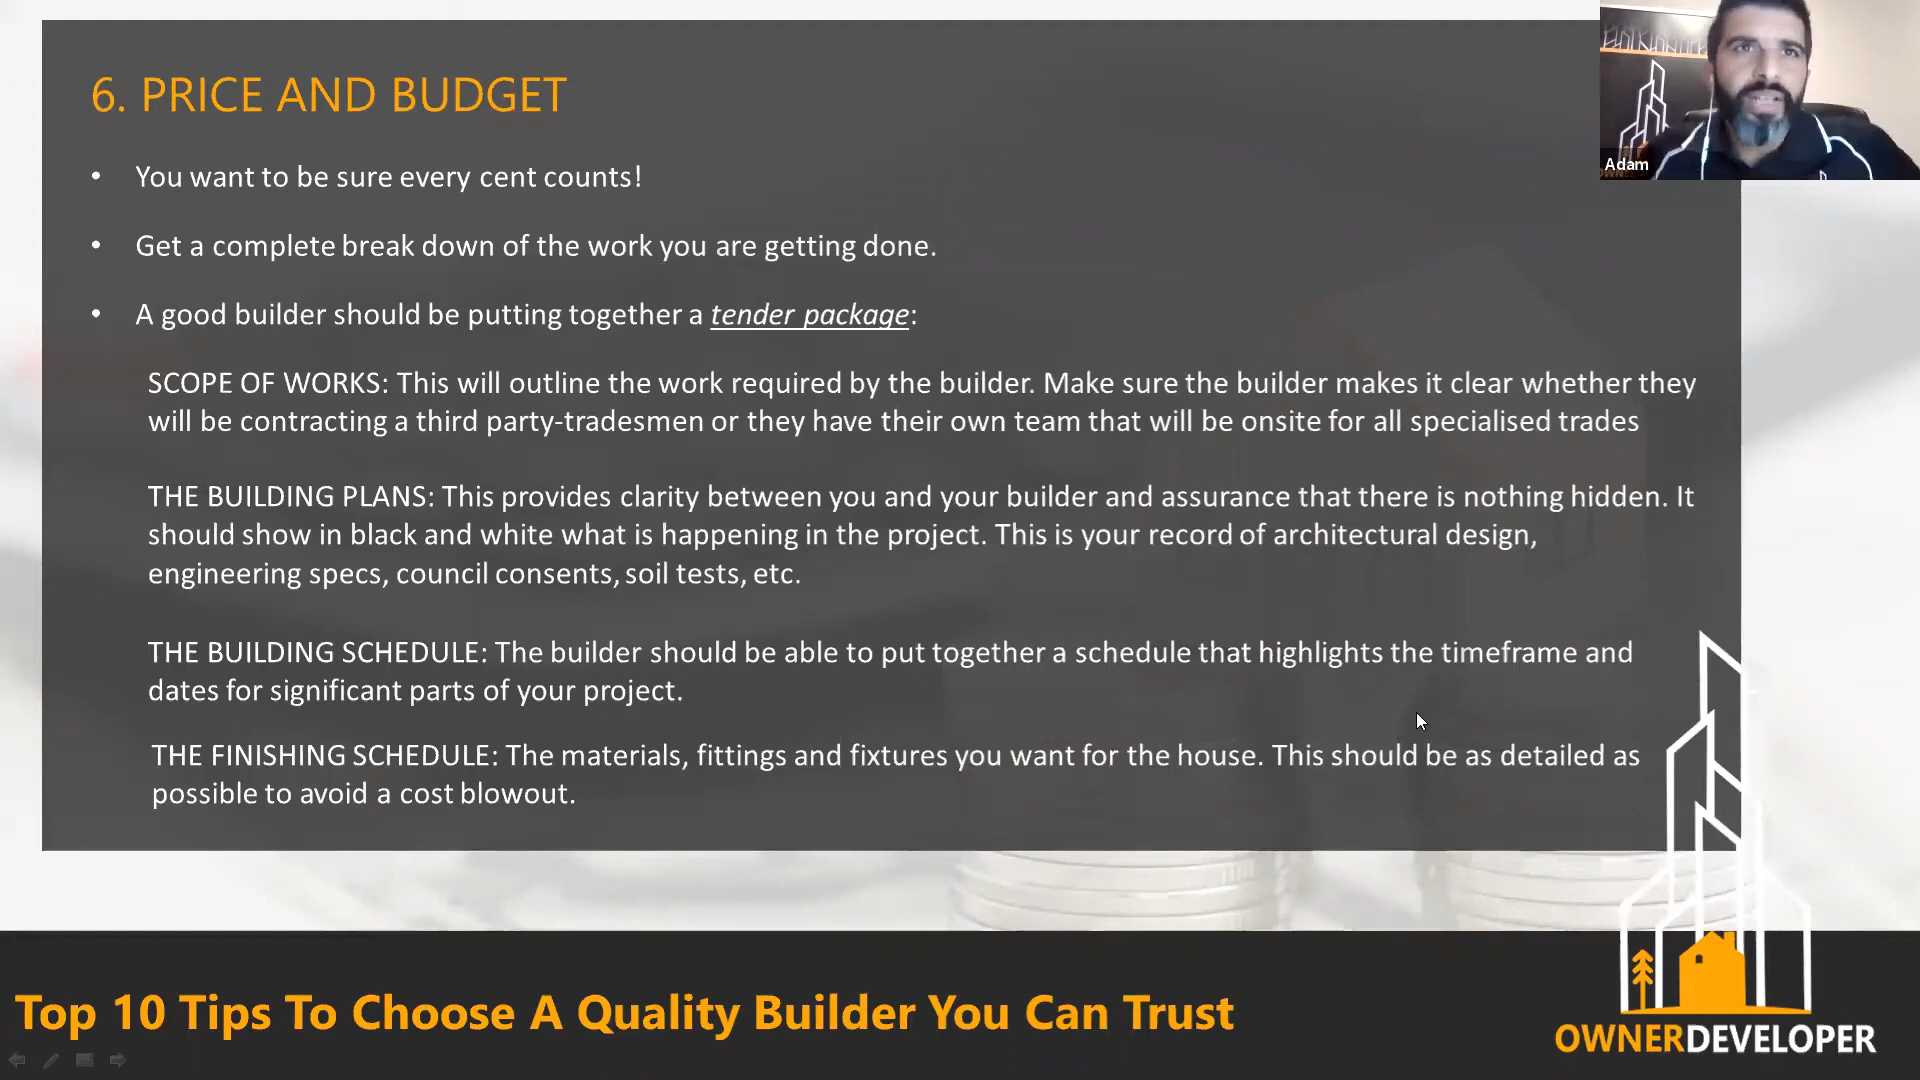 6. PRICE AND BUDGET
• You want to be sure every cent counts!
• Get a complete break down of the work you are getting done.
• A good builder should be putting together a tender package:
SCOPE OF WORKS: This will outline the work required by the builder. Make sure the builder makes it clear whether they
will be contracting a third party-tradesmen or they have their own team that will be onsite for all specialised trades
THE BUILDING PLANS: This provides clarity between you and your builder and assurance that there is nothing hidden. It
should show in black and white what is happening in the project. This is your record of architectural design,
engineering specs, council consents, soil tests, etc.
THE BUILDING SCHEDULE: The builder should be able to put together a schedule that highlights the timeframe and
dates for significant parts of your project.
THE FINISHING SCHEDULE: The materials, fittings and fixtures you want for the house. This should be as detailed as
possible to avoid a cost blowout.
Adam
Top 10 Tips To Choose A Quality Builder You Can Trust
OWNERDEVELOPER